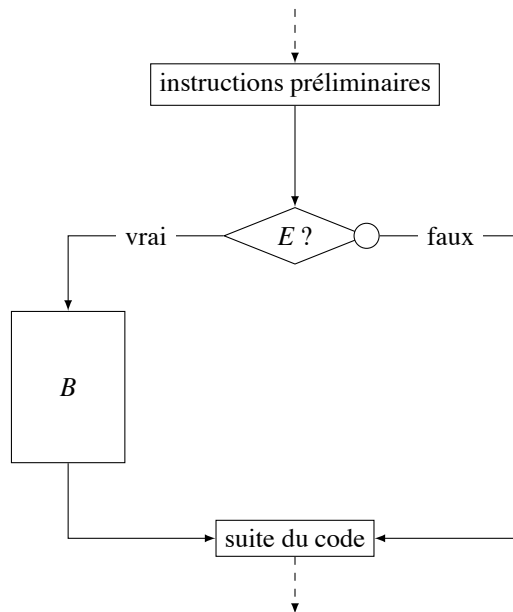 instructions préliminaires
vrai
E ?
faux
B
suite du code